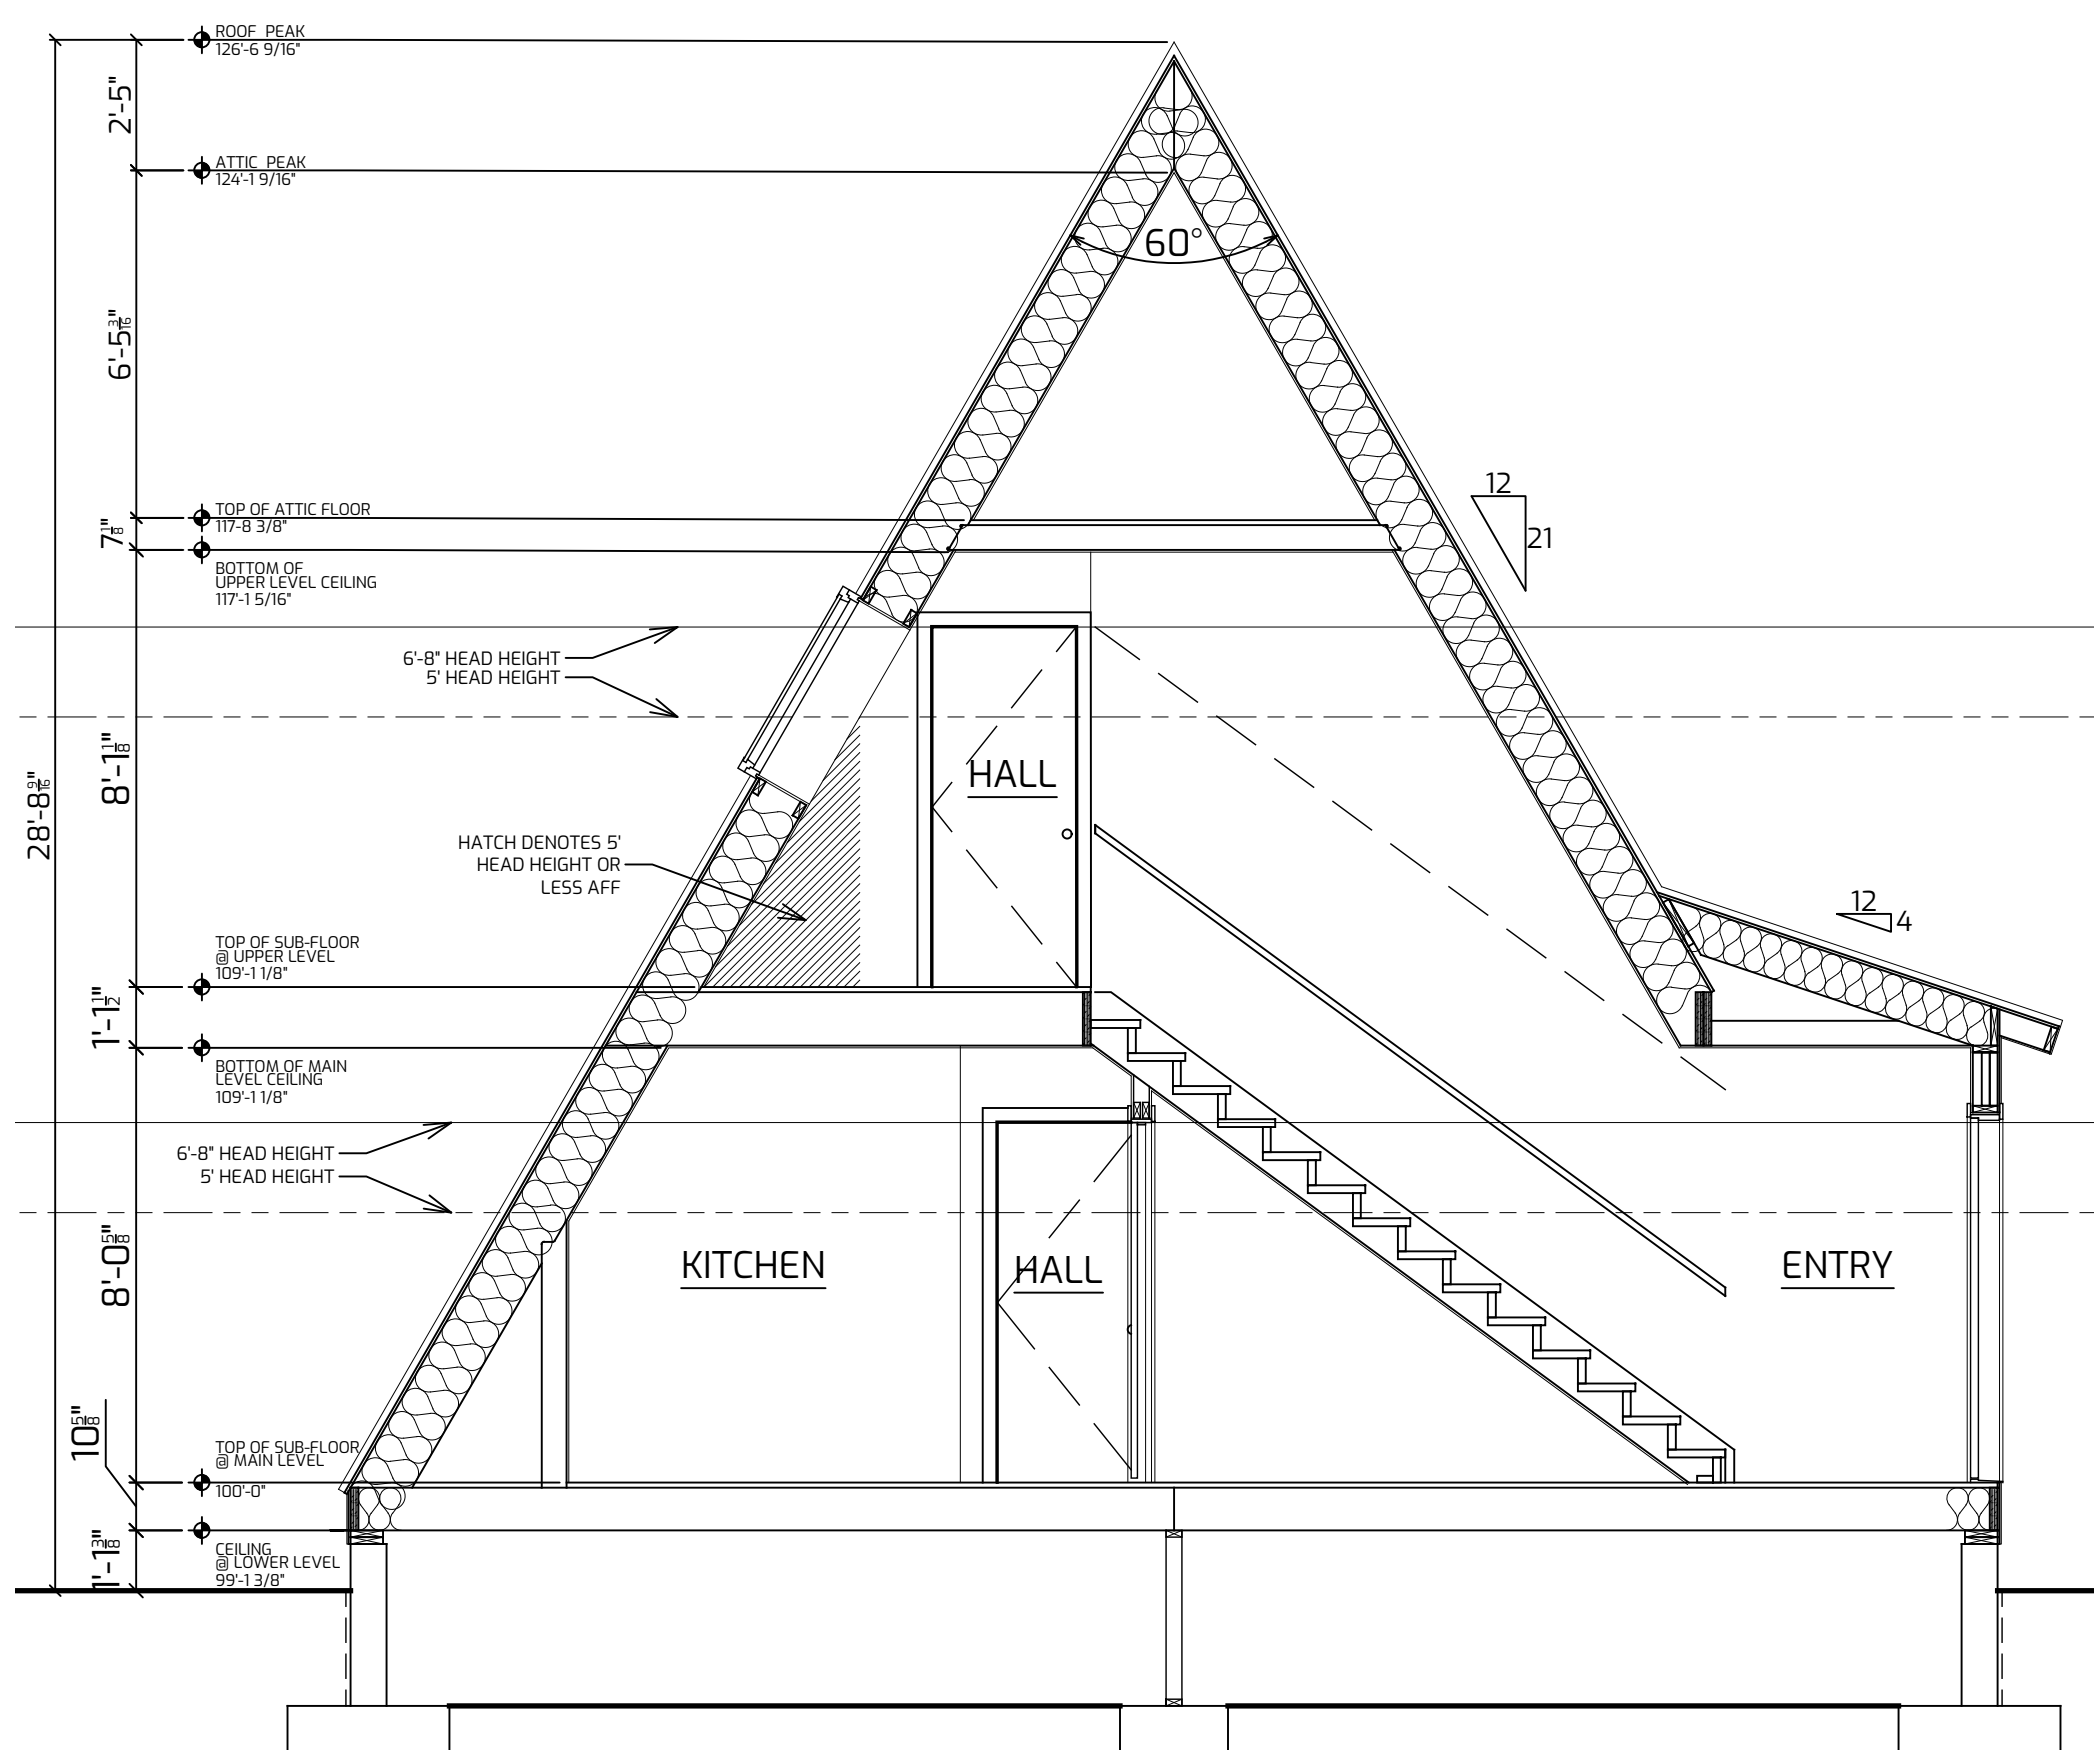 ROOF PEAK
126'-6 9/16"
2'-5"
ATTIC PEAK
124'-1 9/16"
60°
6'-5 3/16"
12
21
TOP OF ATTIC FLOOR
117-8 3/8"
7 1/8"
BOTTOM OF
UPPER LEVEL CEILING
117'-1 5/16"
6'-8" HEAD HEIGHT
5' HEAD HEIGHT
8'-1 1/8"
28'-8 9/16"
HALL
HATCH DENOTES 5'
HEAD HEIGHT OR
LESS AFF
12
4
TOP OF SUB-FLOOR
@ UPPER LEVEL
109'-1 1/8"
1'-1 1/2"
BOTTOM OF MAIN
LEVEL CEILING
109'-1 1/8"
6'-8" HEAD HEIGHT
5' HEAD HEIGHT
8'-0 5/8"
KITCHEN
HALL
ENTRY
10 5/8"
TOP OF SUB-FLOOR
@ MAIN LEVEL
100'-0"
1'-1 3/8"
CEILING
@ LOWER LEVEL
99'-1 3/8"